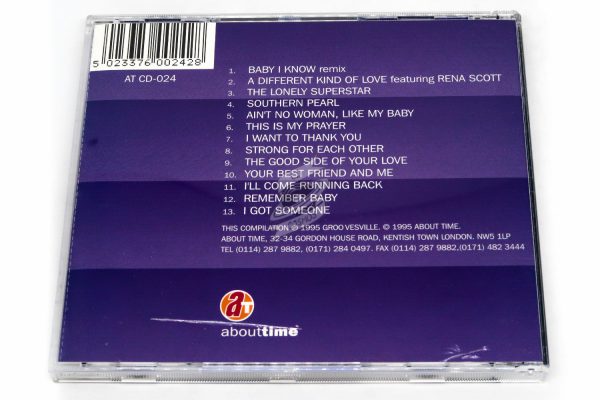 5 023376 002428
AT CD-024
1. BABY I KNOW remix
2. A DIFFERENT KIND OF LOVE featuring RENA SCOTT
3. THE LONELY SUPERSTAR
4. SOUTHERN PEARL
5. AIN'T NO WOMAN, LIKE MY BABY
6. THIS IS MY PRAYER
7. I WANT TO THANK YOU
8. STRONG FOR EACH OTHER
9. THE GOOD SIDE OF YOUR LOVE
10. YOUR BEST FRIEND AND ME
11. I'LL COME RUNNING BACK
12. REMEMBER BABY
13. I GOT SOMEONE
THIS COMPILATION ℗ 1995 GROO VESVILLE. © 1995 ABOUT TIME.
ABOUT TIME, 32-34 GORDON HOUSE ROAD, KENTISH TOWN LONDON. NW5 1LP
TEL (0114) 287 9882, (0171) 284 0497. FAX (0114) 287 9882,(0171) 482 3444
aT
abouttime